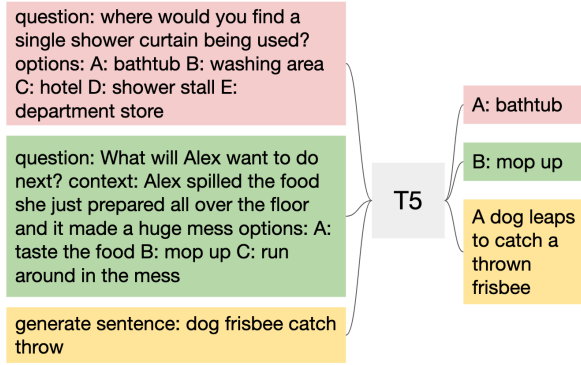 question: where would you find a
single shower curtain being used?
options: A: bathtub B: washing area
C: hotel D: shower stall E:
department store
question: What will Alex want to do
next? context: Alex spilled the food
she just prepared all over the floor
and it made a huge mess options: A:
taste the food B: mop up C: run
around in the mess
generate sentence: dog frisbee catch
throw
T5
A: bathtub
B: mop up
A dog leaps
to catch a
thrown
frisbee